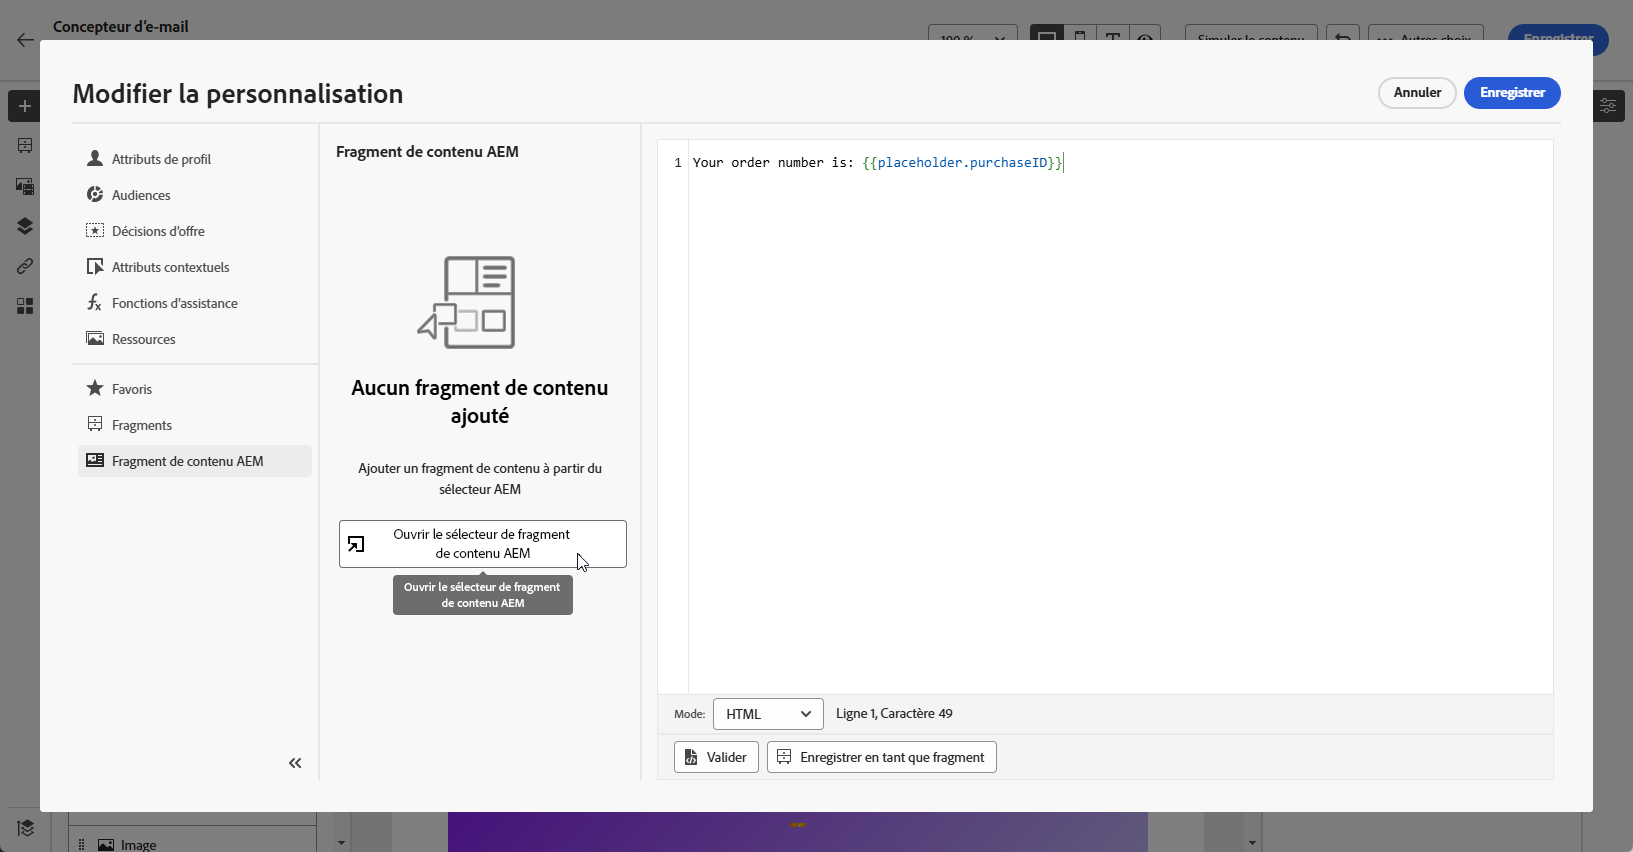 Concepteur d'e-mail
100 %
Simuler le contenu
Autres choix
Enregistrer
Modifier la personnalisation
Annuler
Enregistrer
Attributs de profil
Audiences
Décisions d'offre
Attributs contextuels
Fonctions d'assistance
Ressources
Favoris
Fragments
Fragment de contenu AEM
Fragment de contenu AEM
Aucun fragment de contenu
ajouté
Ajouter un fragment de contenu à partir du
sélecteur AEM
Ouvrir le sélecteur de fragment
de contenu AEM
Ouvrir le sélecteur de fragment
de contenu AEM
1 Your order number is: {{placeholder.purchaseID}}
Mode: HTML Ligne 1, Caractère 49
Valider
Enregistrer en tant que fragment
Image